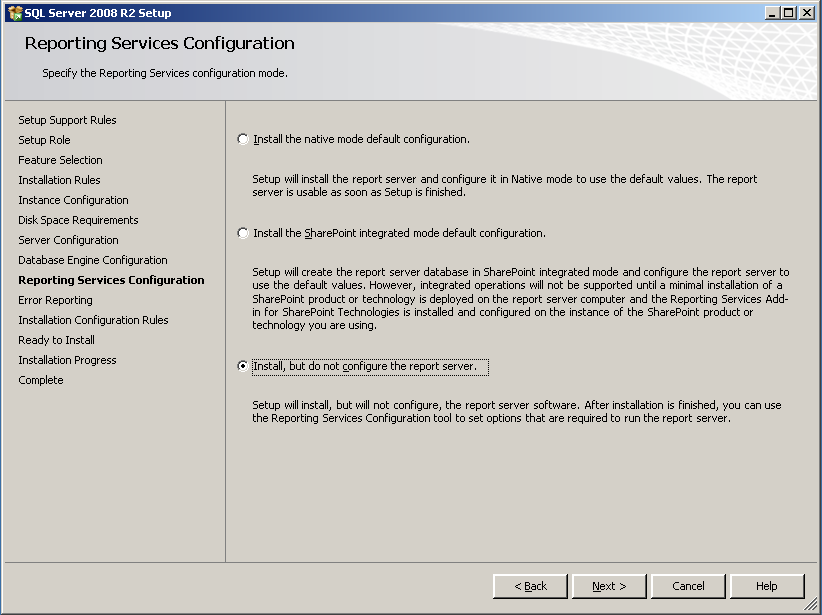 SQL Server 2008 R2 Setup
Reporting Services Configuration
Specify the Reporting Services configuration mode.
Setup Support Rules
Setup Role
Feature Selection
Installation Rules
Instance Configuration
Disk Space Requirements
Server Configuration
Database Engine Configuration
Reporting Services Configuration
Error Reporting
Installation Configuration Rules
Ready to Install
Installation Progress
Complete
Install the native mode default configuration.
Setup will install the report server and configure it in Native mode to use the default values. The report
server is usable as soon as Setup is finished.
Install the SharePoint integrated mode default configuration.
Setup will create the report server database in SharePoint integrated mode and configure the report server to
use the default values. However, integrated operations will not be supported until a minimal installation of a
SharePoint product or technology is deployed on the report server computer and the Reporting Services Add-
in for SharePoint Technologies is installed and configured on the instance of the SharePoint product or
technology you are using.
Install, but do not configure the report server.
Setup will install, but will not configure, the report server software. After installation is finished, you can use
the Reporting Services Configuration tool to set options that are required to run the report server.
< Back
Next >
Cancel
Help